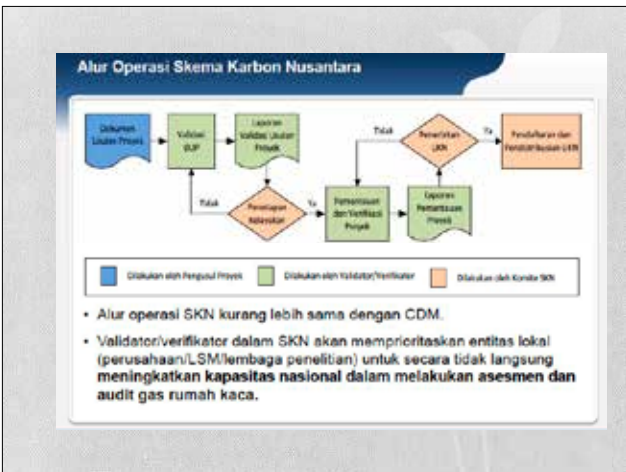 Alur Operasi Skema Karbon Nusantara
Dokumen
Usulan Proyek
Validasi
DUP
Laporan
Validasi Usulan
Proyek
Tidak
Penetapan
Kelayakan
Ya
Pemantauan
dan Verifikasi
Proyek
Laporan
Pemantauan
Proyek
Tidak
Penerbitan
UKN
Ya
Pendaftaran dan
Pendistribusian UKN
Dilakukan oleh Pengusul Proyek
Dilakukan oleh Validator/Verifikator
Dilakukan oleh Komite SKN
• Alur operasi SKN kurang lebih sama dengan CDM.
• Validator/verifikator dalam SKN akan memprioritaskan entitas lokal
(perusahaan/LSM/lembaga penelitian) untuk secara tidak langsung
meningkatkan kapasitas nasional dalam melakukan asesmen dan
audit gas rumah kaca.